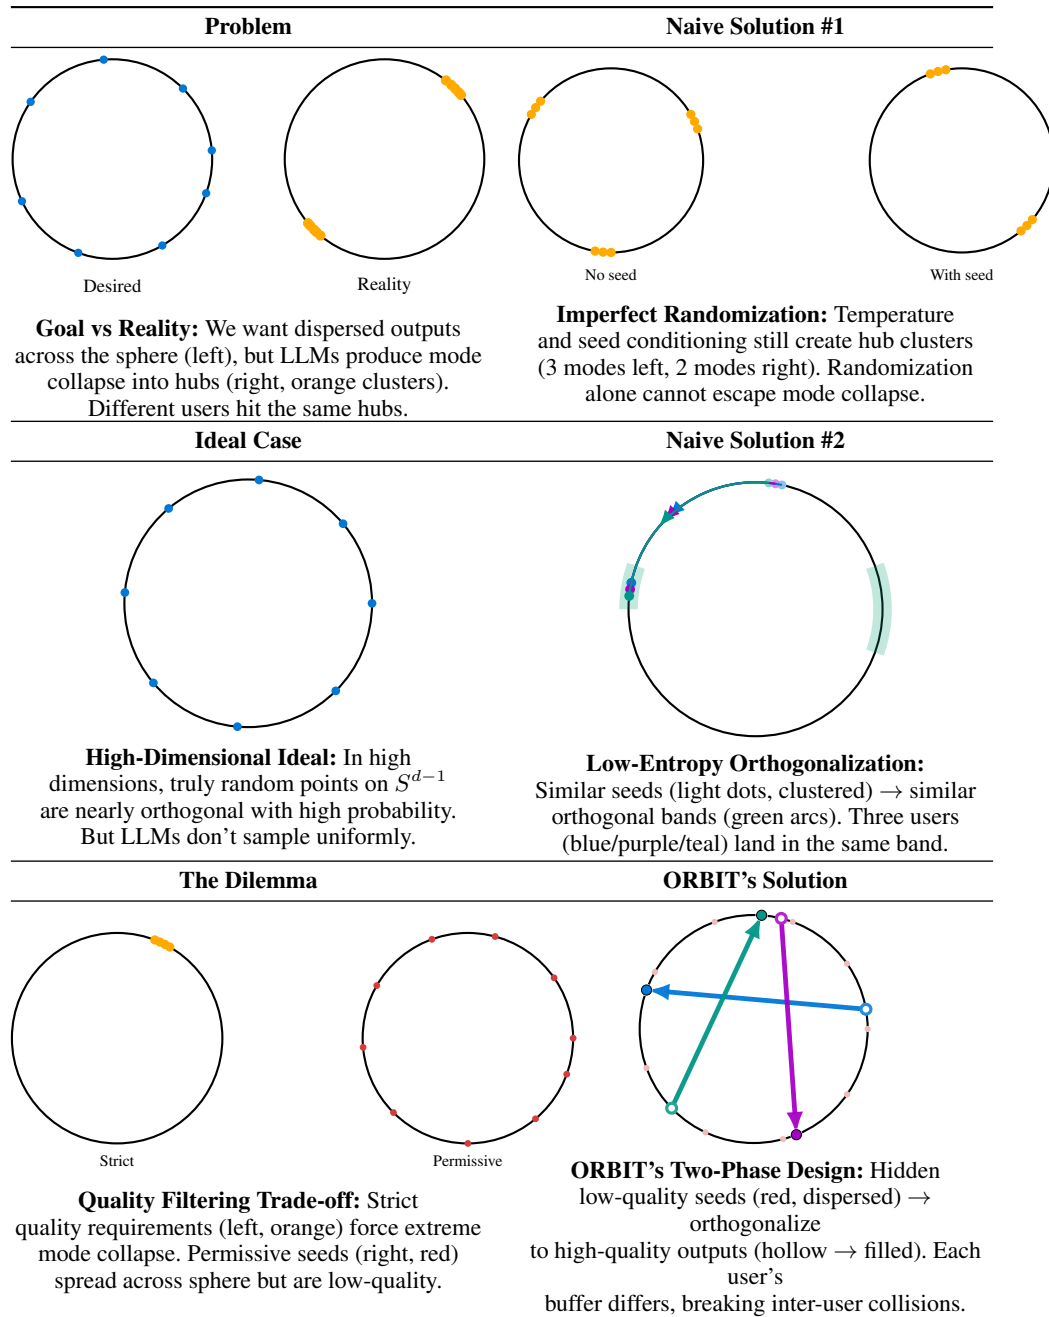 Problem
Naive Solution #1
Desired
Reality
No seed
With seed
Goal vs Reality: We want dispersed outputs
across the sphere (left), but LLMs produce mode
collapse into hubs (right, orange clusters).
Different users hit the same hubs.
Imperfect Randomization: Temperature
and seed conditioning still create hub clusters
(3 modes left, 2 modes right). Randomization
alone cannot escape mode collapse.
Ideal Case
Naive Solution #2
High-Dimensional Ideal: In high
dimensions, truly random points on $S^{d-1}$
are nearly orthogonal with high probability.
But LLMs don't sample uniformly.
Low-Entropy Orthogonalization:
Similar seeds (light dots, clustered) → similar
orthogonal bands (green arcs). Three users
(blue/purple/teal) land in the same band.
The Dilemma
ORBIT's Solution
Strict
Permissive
Quality Filtering Trade-off: Strict
quality requirements (left, orange) force extreme
mode collapse. Permissive seeds (right, red)
spread across sphere but are low-quality.
ORBIT's Two-Phase Design: Hidden
low-quality seeds (red, dispersed) →
orthogonalize
to high-quality outputs (hollow → filled). Each
user's
buffer differs, breaking inter-user collisions.